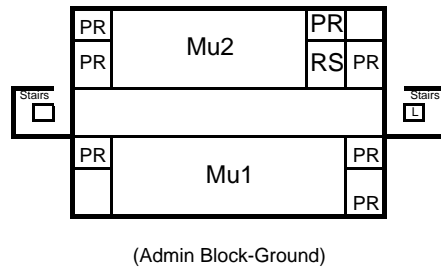 PR PR
PR Mu2 RS PR
Stairs Stairs
L
PR PR
Mu1
PR
(Admin Block-Ground)